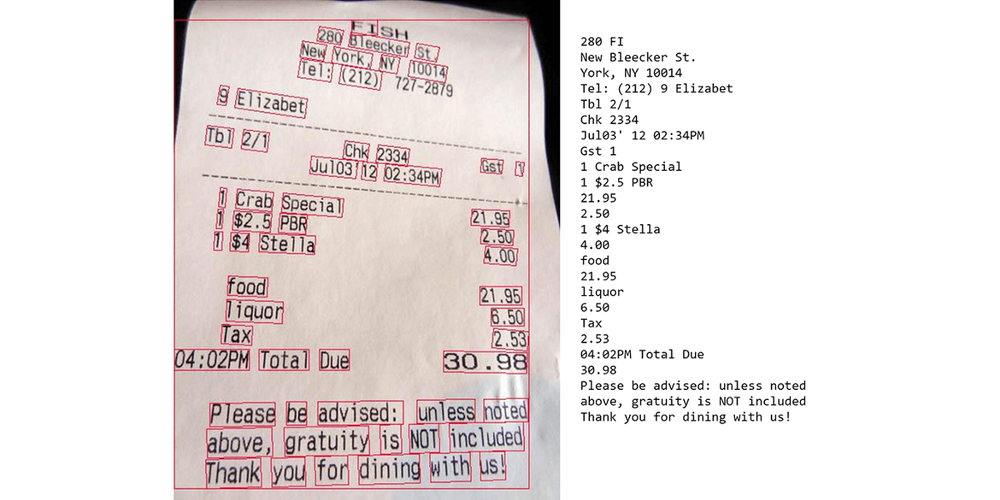 FISH
280 Bleecker St.
New York, NY 10014
Tel: (212) 727-2879
9 Elizabet
Tbl 2/1 Chk 2334 Gst 1
Jul03'12 02:34PM
1 Crab Special 21.95
1 $2.5 PBR 2.50
1 $4 Stella 4.00
food 21.95
liquor 6.50
Tax 2.53
04:02PM Total Due 30.98
Please be advised: unless noted
above, gratuity is NOT included
Thank you for dining with us!
280 FI
New Bleecker St.
York, NY 10014
Tel: (212) 9 Elizabet
Tbl 2/1
Chk 2334
Jul03' 12 02:34PM
Gst 1
1 Crab Special
1 $2.5 PBR
21.95
2.50
1 $4 Stella
4.00
food
21.95
liquor
6.50
Tax
2.53
04:02PM Total Due
30.98
Please be advised: unless noted
above, gratuity is NOT included
Thank you for dining with us!